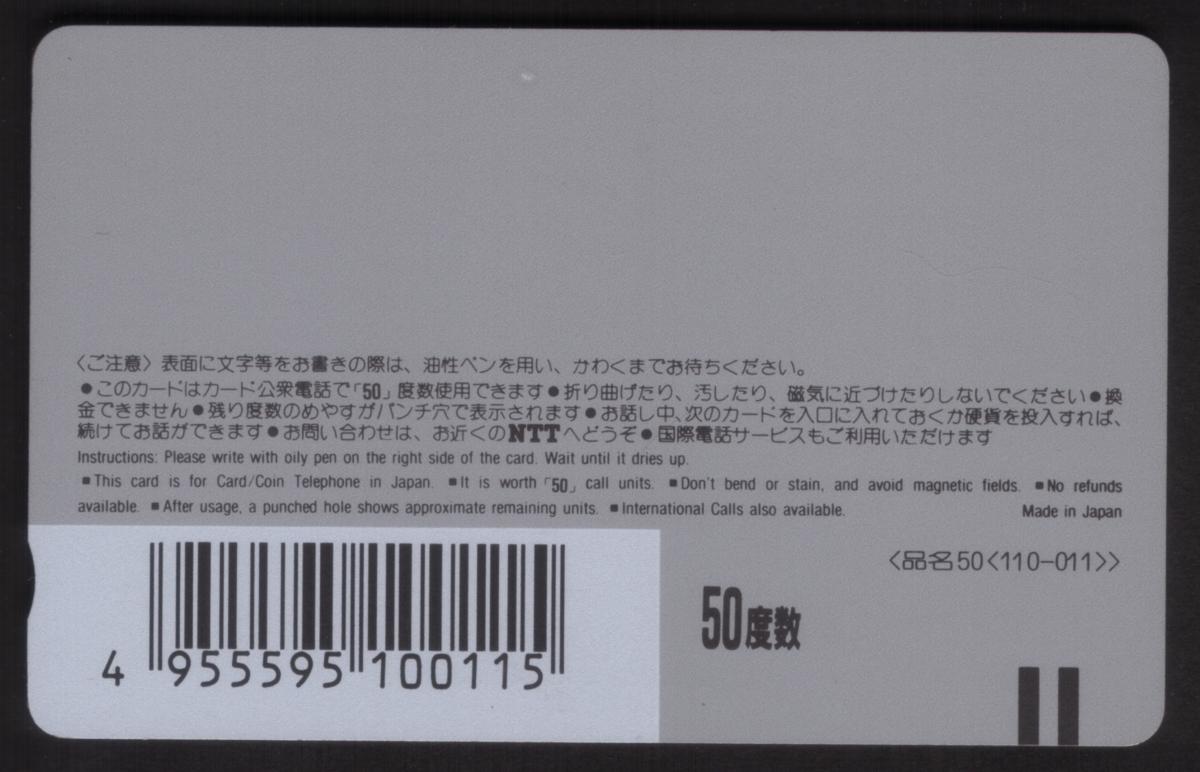 〈ご注意〉表面に文字等をお書きの際は、油性ペンを用い、かわくまでお待ちください。
●このカードはカード公衆電話で「50」度数使用できます●折り曲げたり、汚したり、磁気に近づけたりしないでください●換
金できません●残り度数のめやすがパンチ穴で表示されます●お話し中、次のカードを入口に入れておくか硬貨を投入すれば、
続けてお話ができます●お問い合わせは、お近くのNTTへどうぞ●国際電話サービスもご利用いただけます
Instructions: Please write with oily pen on the right side of the card. Wait until it dries up.
■This card is for Card/Coin Telephone in Japan. ■It is worth「50」call units. ■Don't bend or stain, and avoid magnetic fields. ■No refunds
available. ■After usage, a punched hole shows approximate remaining units. ■International Calls also available. Made in Japan
〈品名50〈110-011〉〉
50度数
4 955595 100115